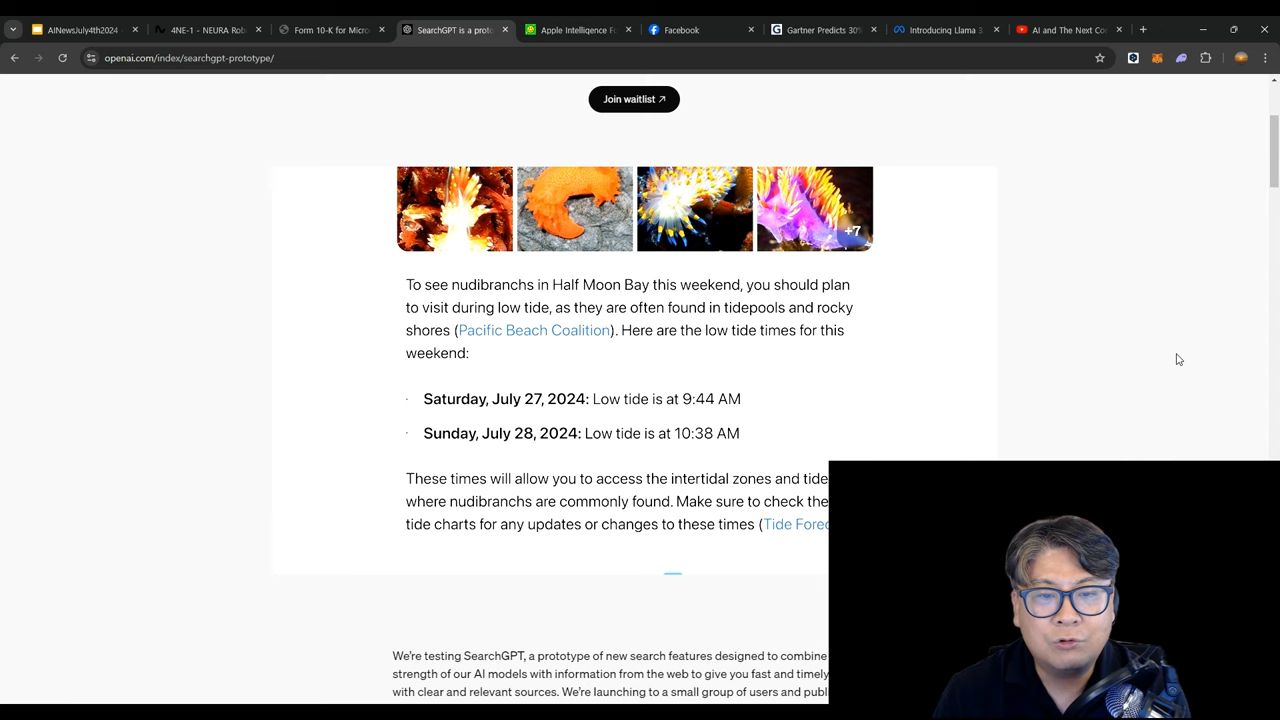 AINewsJuly4th2024
4NE-1 - NEURA Rob
Form 10-K for Micro
SearchGPT is a proto
Apple Intelligence Fo
Facebook
Gartner Predicts 30%
Introducing Llama 3.
AI and The Next Co
openai.com/index/searchgpt-prototype/
Join waitlist ↗
+7
To see nudibranchs in Half Moon Bay this weekend, you should plan
to visit during low tide, as they are often found in tidepools and rocky
shores (Pacific Beach Coalition). Here are the low tide times for this
weekend:
· Saturday, July 27, 2024: Low tide is at 9:44 AM
· Sunday, July 28, 2024: Low tide is at 10:38 AM
These times will allow you to access the intertidal zones and tide
where nudibranchs are commonly found. Make sure to check the
tide charts for any updates or changes to these times (Tide Forec
We're testing SearchGPT, a prototype of new search features designed to combine
strength of our AI models with information from the web to give you fast and timely
with clear and relevant sources. We're launching to a small group of users and publ